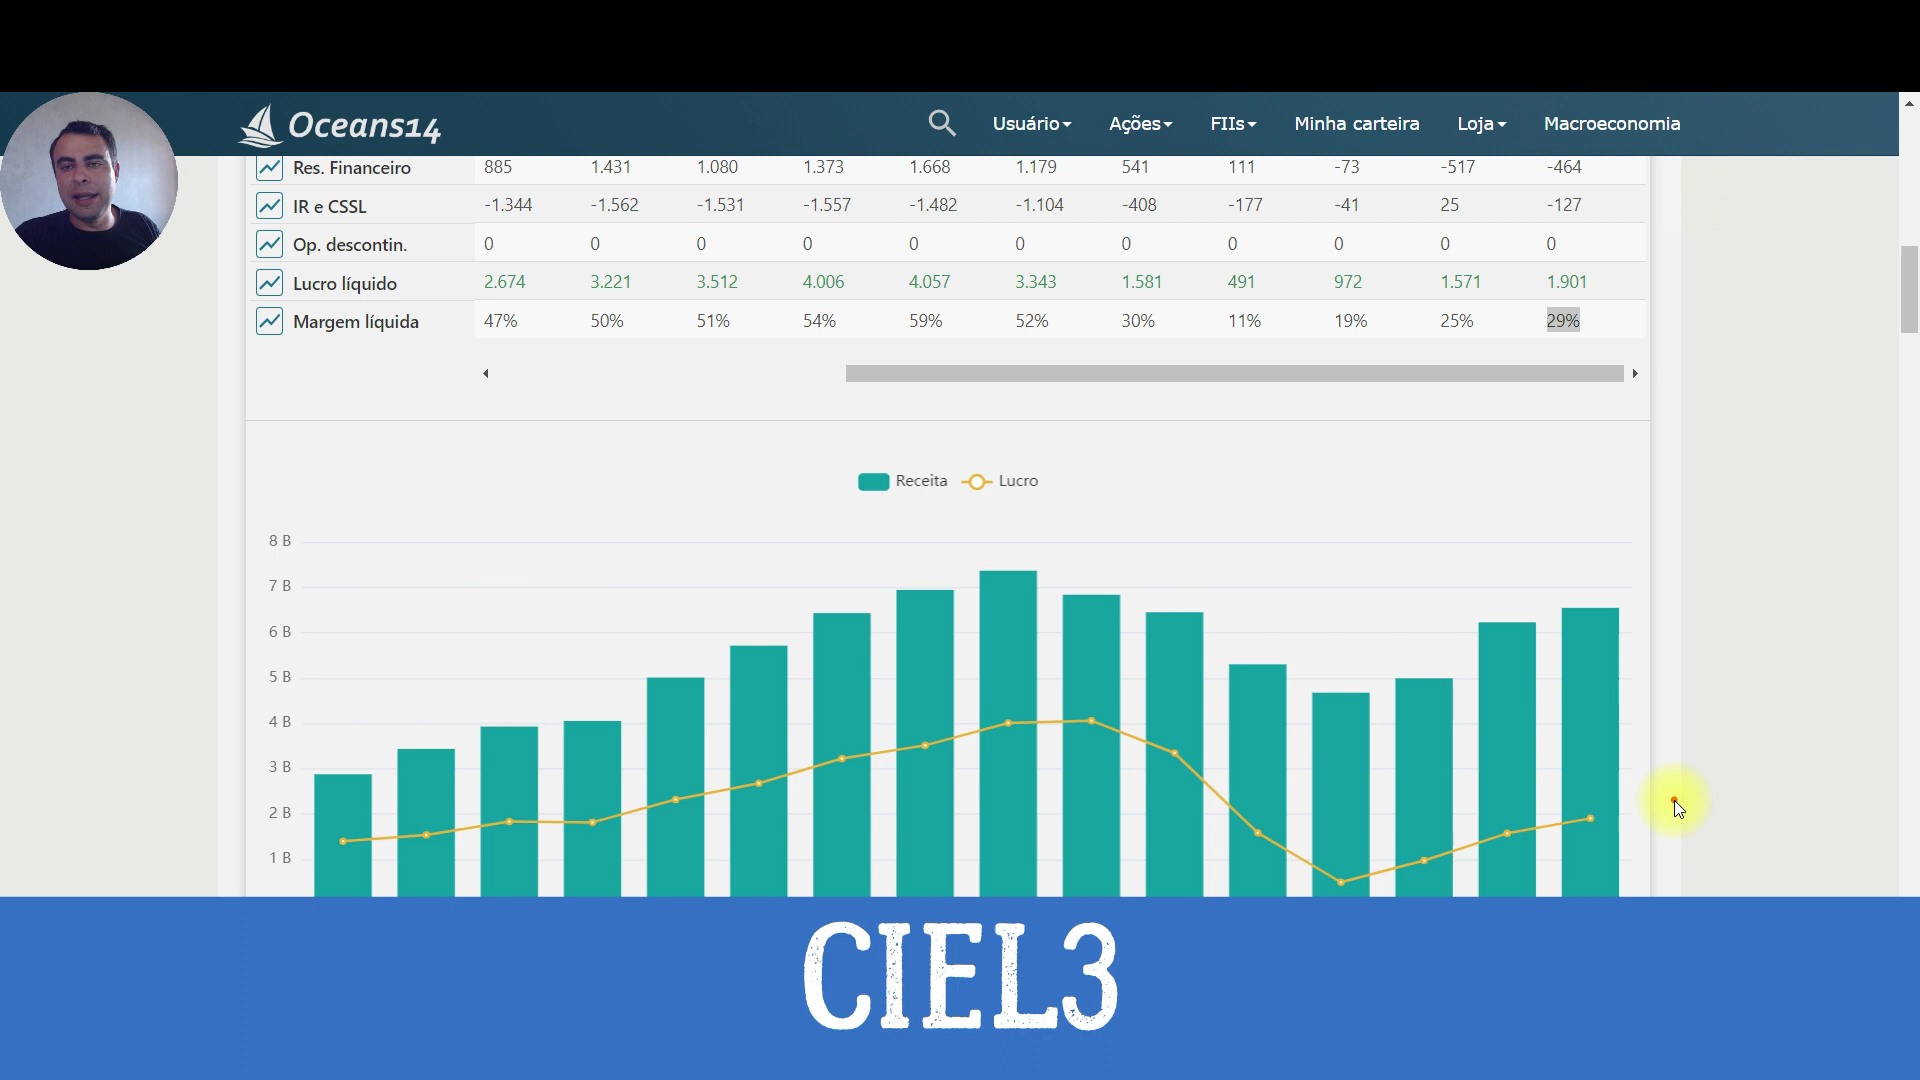 Oceans14
Usuário Ações FIIs Minha carteira Loja Macroeconomia
Res. Financeiro 885 1.431 1.080 1.373 1.668 1.179 541 111 -73 -517 -464
IR e CSSL -1.344 -1.562 -1.531 -1.557 -1.482 -1.104 -408 -177 -41 25 -127
Op. descontin. 0 0 0 0 0 0 0 0 0 0 0
Lucro líquido 2.674 3.221 3.512 4.006 4.057 3.343 1.581 491 972 1.571 1.901
Margem líquida 47% 50% 51% 54% 59% 52% 30% 11% 19% 25% 29%
Receita Lucro
8 B
7 B
6 B
5 B
4 B
3 B
2 B
1 B
CIEL3